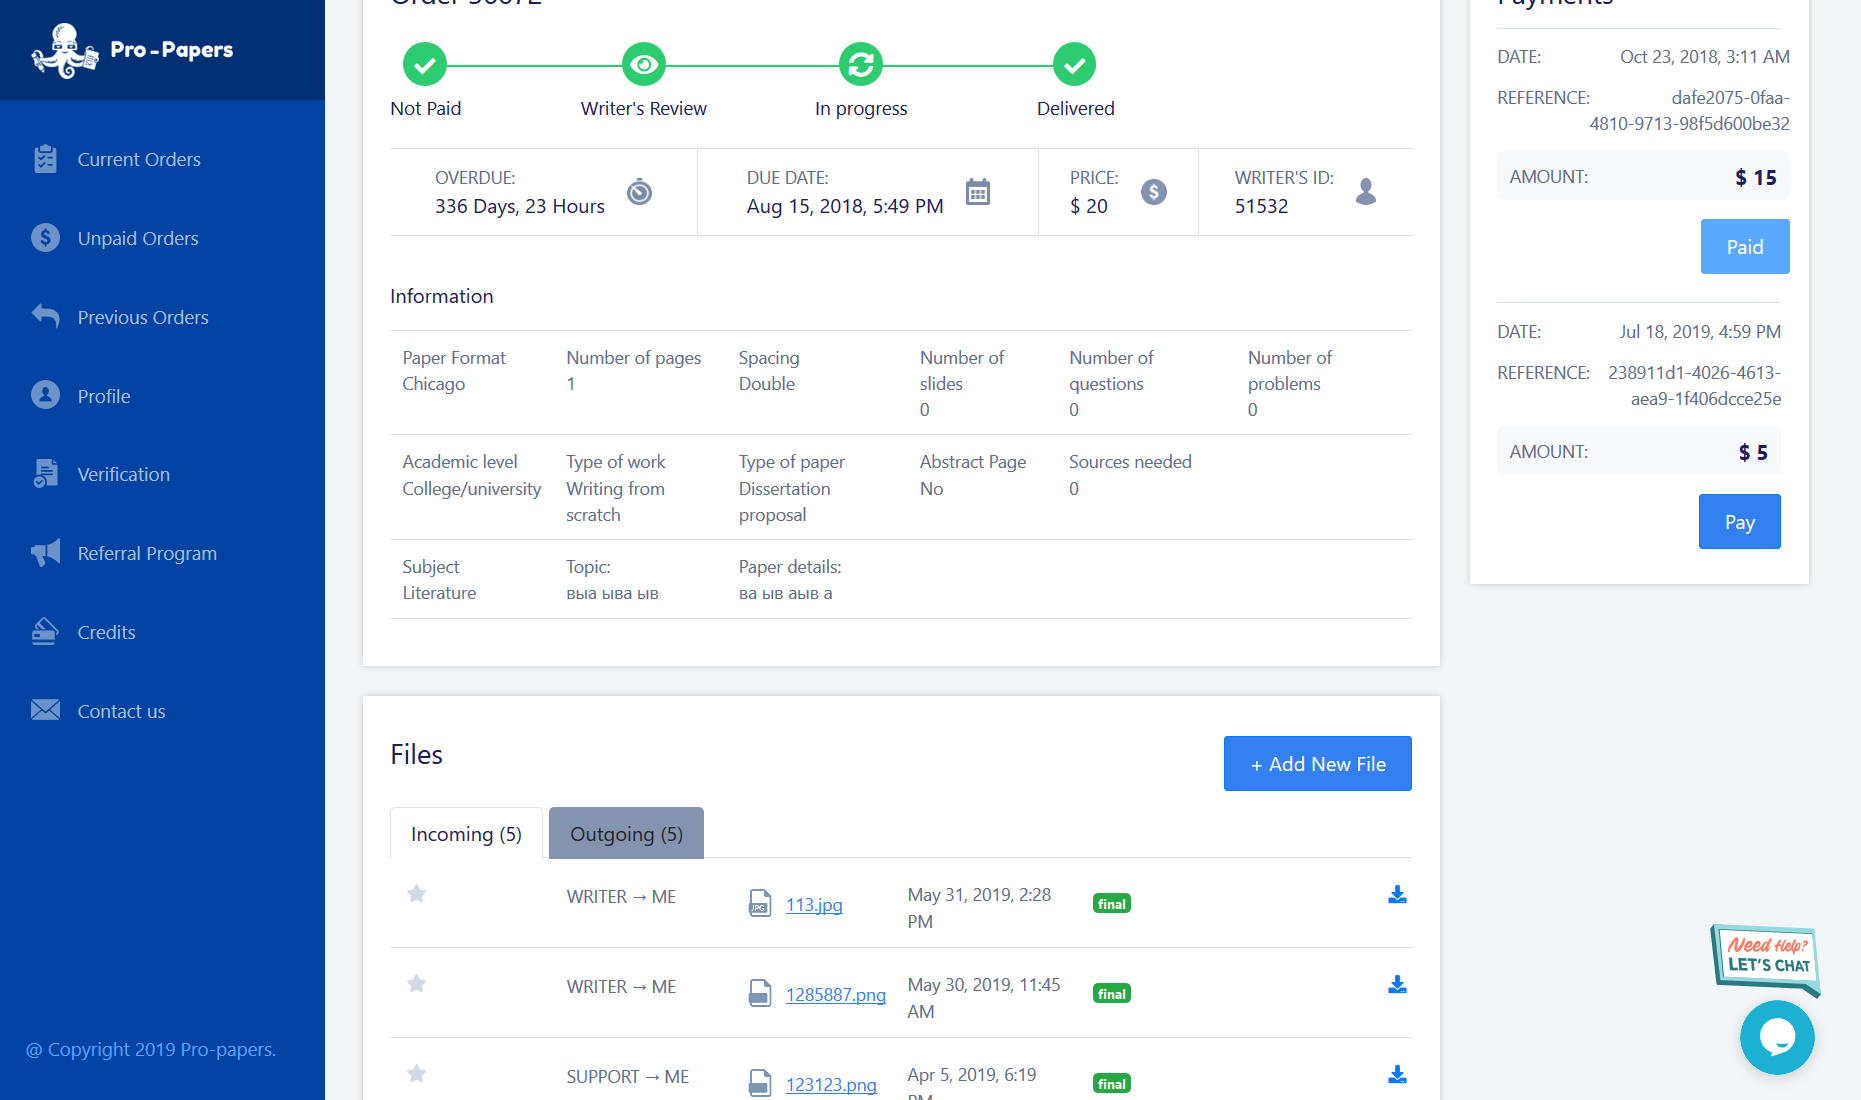 Pro-Papers
Current Orders
Unpaid Orders
Previous Orders
Profile
Verification
Referral Program
Credits
Contact us
@ Copyright 2019 Pro-papers.
Not Paid
Writer's Review
In progress
Delivered
OVERDUE:
336 Days, 23 Hours
DUE DATE:
Aug 15, 2018, 5:49 PM
PRICE:
$ 20
WRITER'S ID:
51532
Information
Paper Format
Chicago
Number of pages
1
Spacing
Double
Number of
slides
0
Number of
questions
0
Number of
problems
0
Academic level
College/university
Type of work
Writing from
scratch
Type of paper
Dissertation
proposal
Abstract Page
No
Sources needed
0
Subject
Literature
Topic:
выа ыва ыв
Paper details:
ва ыв аыв а
Files
+ Add New File
Incoming (5)
Outgoing (5)
WRITER → ME
JPG
113.jpg
May 31, 2019, 2:28
PM
final
WRITER → ME
1285887.png
May 30, 2019, 11:45
AM
final
SUPPORT → ME
123123.png
Apr 5, 2019, 6:19
PM
final
Payments
DATE:
Oct 23, 2018, 3:11 AM
REFERENCE:
dafe2075-0faa-
4810-9713-98f5d600be32
AMOUNT:
$ 15
Paid
DATE:
Jul 18, 2019, 4:59 PM
REFERENCE:
238911d1-4026-4613-
aea9-1f406dcce25e
AMOUNT:
$ 5
Pay
Need Help?
LET'S CHAT